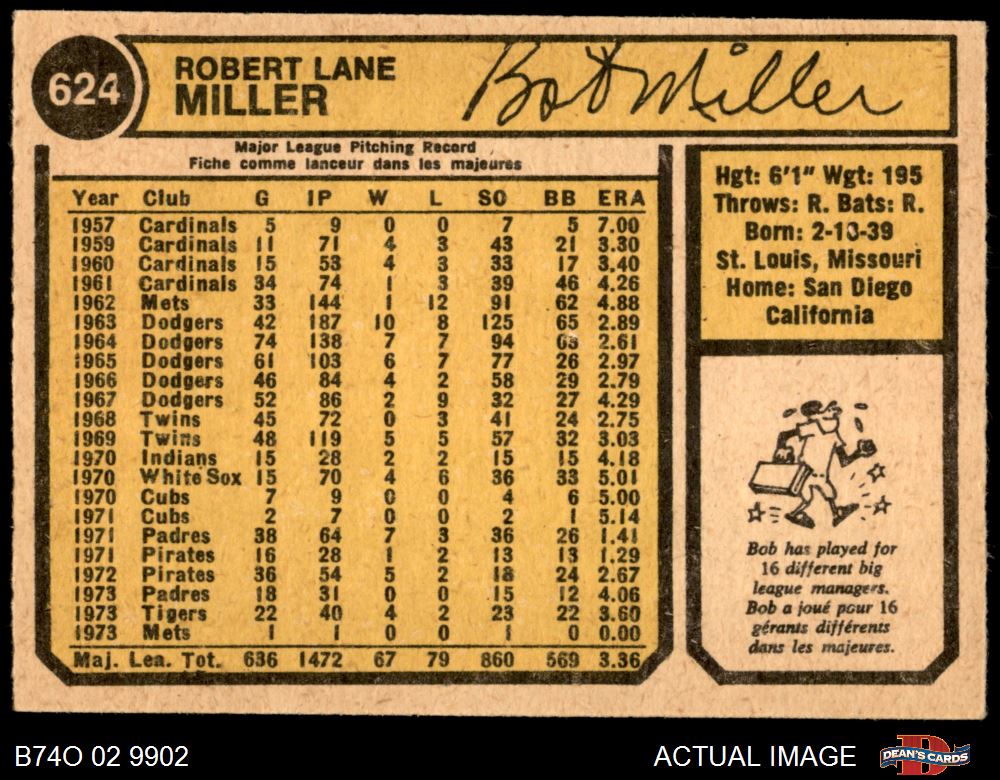 624
ROBERT LANE
MILLER
Bob Miller
Major League Pitching Record
Fiche comme lanceur dans les majeures
Year Club G IP W L SO BB ERA
1957 Cardinals 5 9 0 0 7 5 7.00
1959 Cardinals 11 71 4 3 43 21 3.30
1960 Cardinals 15 53 4 3 33 17 3.40
1961 Cardinals 34 74 1 3 39 46 4.26
1962 Mets 33 144 1 12 91 62 4.88
1963 Dodgers 42 187 10 8 125 65 2.89
1964 Dodgers 74 138 7 7 94 63 2.61
1965 Dodgers 61 103 6 7 77 26 2.97
1966 Dodgers 46 84 4 2 58 29 2.79
1967 Dodgers 52 86 2 9 32 27 4.29
1968 Twins 45 72 0 3 41 24 2.75
1969 Twins 48 119 5 5 57 32 3.03
1970 Indians 15 28 2 2 15 15 4.18
1970 White Sox 15 70 4 6 36 33 5.01
1970 Cubs 7 9 0 0 4 6 5.00
1971 Cubs 2 7 0 0 2 1 5.14
1971 Padres 38 64 7 3 36 26 1.41
1971 Pirates 16 28 1 2 13 13 1.29
1972 Pirates 36 54 5 2 18 24 2.67
1973 Padres 18 31 0 0 15 12 4.06
1973 Tigers 22 40 4 2 23 22 3.60
1973 Mets 1 1 0 0 1 0 0.00
Maj. Lea. Tot. 636 1472 67 79 860 569 3.36
Hgt: 6'1" Wgt: 195
Throws: R. Bats: R.
Born: 2-18-39
St. Louis, Missouri
Home: San Diego
California
Bob has played for
16 different big
league managers.
Bob a joué pour 16
gérants différents
dans les majeures.
B74O 02 9902
ACTUAL IMAGE
DEAN'S CARDS